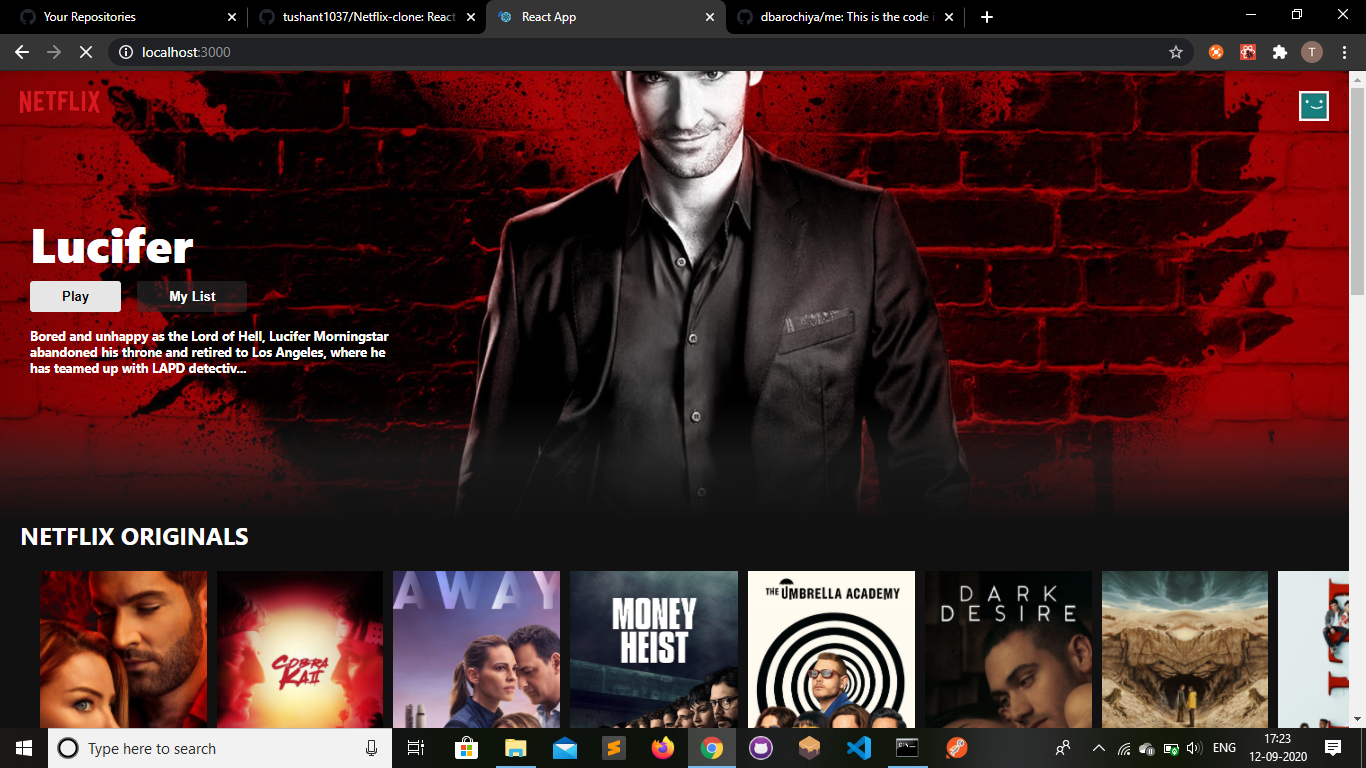 Your Repositories
tushant1037/Netflix-clone: React
React App
dbarochiya/me: This is the code i
localhost:3000
T
NETFLIX
Lucifer
Play
My List
Bored and unhappy as the Lord of Hell, Lucifer Morningstar
abandoned his throne and retired to Los Angeles, where he
has teamed up with LAPD detectiv...
NETFLIX ORIGINALS
COBRA
KAI
AWAY
MONEY
HEIST
THE UMBRELLA ACADEMY
DARK
DESIRE
Type here to search
ENG
17:23
12-09-2020